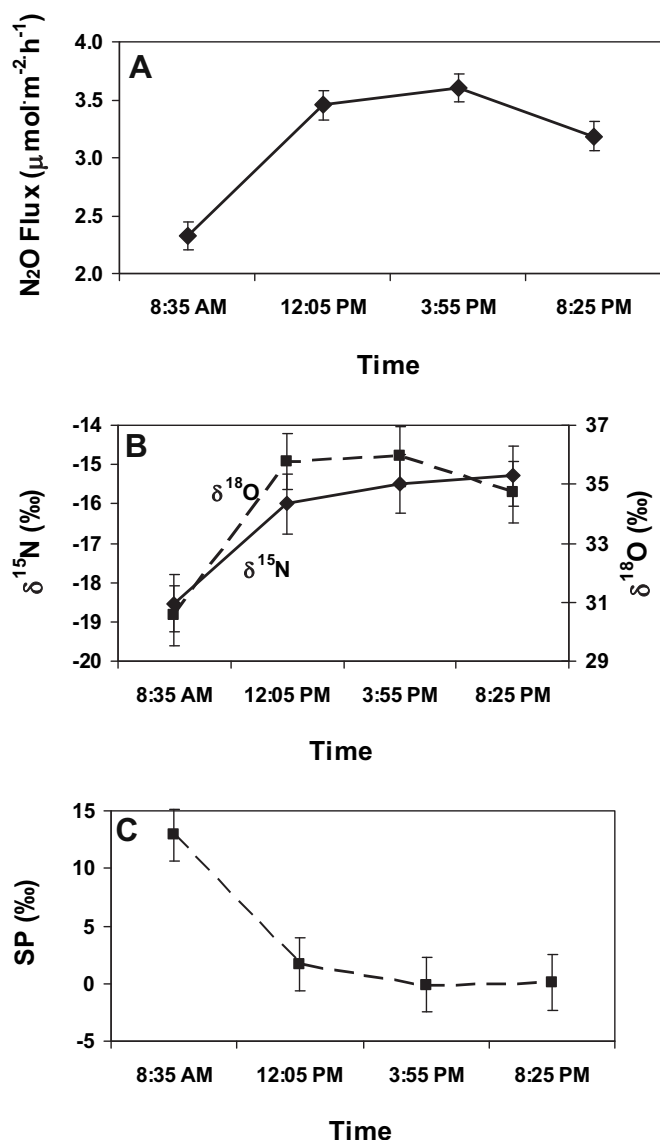 A
N₂O Flux (μmol·m⁻²·h⁻¹)
4.0
3.5
3.0
2.5
2.0
8:35 AM 12:05 PM 3:55 PM 8:25 PM
Time
B
δ¹⁵N (‰)
-14
-15
-16
-17
-18
-19
-20
δ¹⁸O
δ¹⁵N
37
35
33
31
29
δ¹⁸O (‰)
8:35 AM 12:05 PM 3:55 PM 8:25 PM
Time
C
SP (‰)
15
10
5
0
-5
8:35 AM 12:05 PM 3:55 PM 8:25 PM
Time